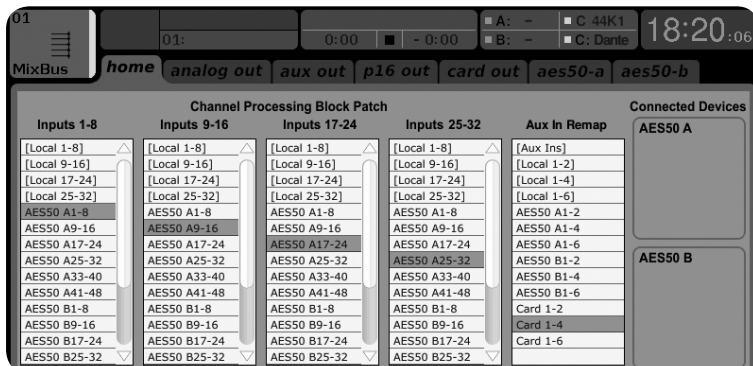 01
A: - C 44K1
01: 0:00 - 0:00 B: - C: Dante 18:20:06
MixBus home analog out aux out p16 out card out aes50-a aes50-b
Channel Processing Block Patch Connected Devices
Inputs 1-8 Inputs 9-16 Inputs 17-24 Inputs 25-32 Aux In Remap AES50 A
[Local 1-8] [Local 1-8] [Local 1-8] [Local 1-8] [Aux Ins]
[Local 9-16] [Local 9-16] [Local 9-16] [Local 9-16] [Local 1-2]
[Local 17-24] [Local 17-24] [Local 17-24] [Local 17-24] [Local 1-4]
[Local 25-32] [Local 25-32] [Local 25-32] [Local 25-32] [Local 1-6]
AES50 A1-8 AES50 A1-8 AES50 A1-8 AES50 A1-8 AES50 A1-2
AES50 A9-16 AES50 A9-16 AES50 A9-16 AES50 A9-16 AES50 A1-4
AES50 A17-24 AES50 A17-24 AES50 A17-24 AES50 A17-24 AES50 A1-6
AES50 A25-32 AES50 A25-32 AES50 A25-32 AES50 A25-32 AES50 B1-2 AES50 B
AES50 A33-40 AES50 A33-40 AES50 A33-40 AES50 A33-40 AES50 B1-4
AES50 A41-48 AES50 A41-48 AES50 A41-48 AES50 A41-48 AES50 B1-6
AES50 B1-8 AES50 B1-8 AES50 B1-8 AES50 B1-8 Card 1-2
AES50 B9-16 AES50 B9-16 AES50 B9-16 AES50 B9-16 Card 1-4
AES50 B17-24 AES50 B17-24 AES50 B17-24 AES50 B17-24 Card 1-6
AES50 B25-32 AES50 B25-32 AES50 B25-32 AES50 B25-32